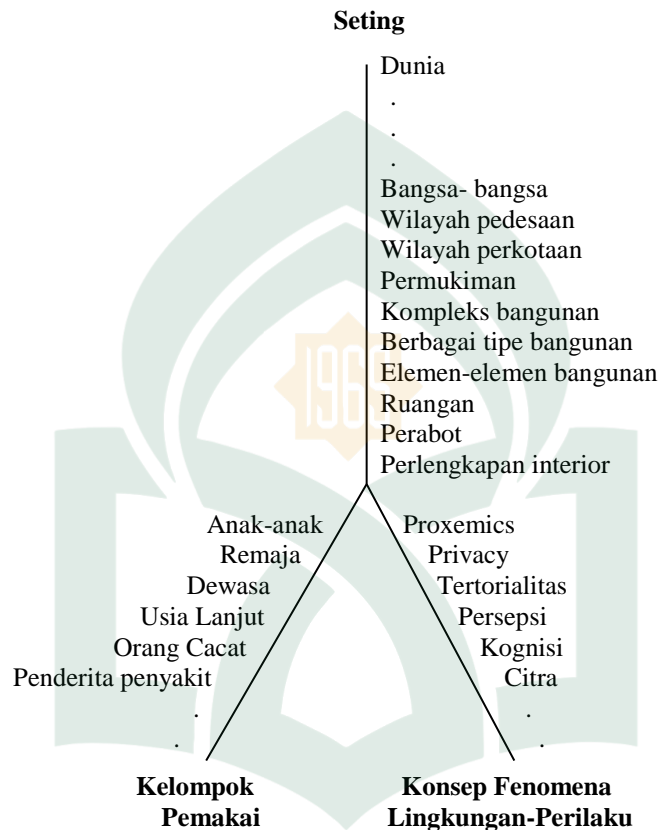 Seting
Dunia
.
.
.
Bangsa- bangsa
Wilayah pedesaan
Wilayah perkotaan
Permukiman
Kompleks bangunan
Berbagai tipe bangunan
Elemen-elemen bangunan
Ruangan
Perabot
Perlengkapan interior
1965
Anak-anak
Remaja
Dewasa
Usia Lanjut
Orang Cacat
Penderita penyakit
.
.
Kelompok
Pemakai
Proxemics
Privacy
Tertorialitas
Persepsi
Kognisi
Citra
.
.
Konsep Fenomena
Lingkungan-Perilaku